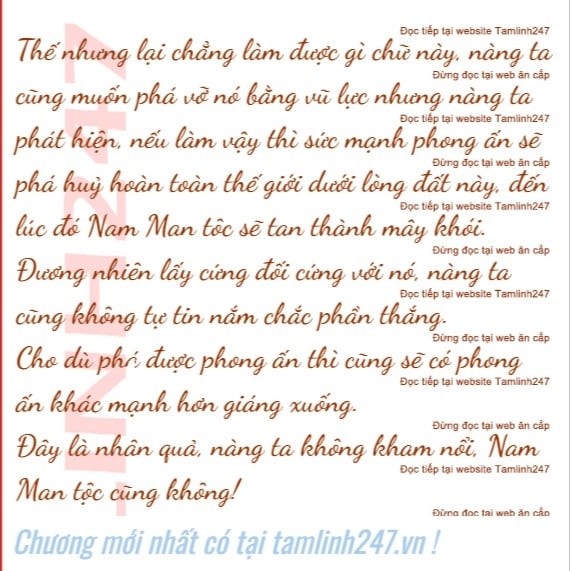 Đọc tiếp tại website Tamlinh247
Thế nhưng lại chẳng làm được gì chữ này, nàng ta
Đừng đọc tại web ăn cắp
cũng muốn phá vỡ nó bằng vũ lực nhưng nàng ta
Đọc tiếp tại website Tamlinh247
phát hiện, nếu làm vậy thì sức mạnh phong ấn sẽ
Đừng đọc tại web ăn cắp
phá huỷ hoàn toàn thế giới dưới lòng đất này, đến
Đọc tiếp tại website Tamlinh247
lúc đó Nam Man tộc sẽ tan thành mây khói.
Đừng đọc tại web ăn cắp
Đương nhiên lấy cứng đối cứng với nó, nàng ta
Đọc tiếp tại website Tamlinh247
cũng không tự tin nắm chắc phần thắng.
Đừng đọc tại web ăn cắp
Cho dù phá được phong ấn thì cũng sẽ có phong
Đọc tiếp tại website Tamlinh247
ấn khác mạnh hơn giáng xuống.
Đừng đọc tại web ăn cắp
Đây là nhân quả, nàng ta không kham nổi, Nam
Đọc tiếp tại website Tamlinh247
Man tộc cũng không!
Đừng đọc tại web ăn cắp
INH247
Chương mới nhất có tại tamlinh247.vn !